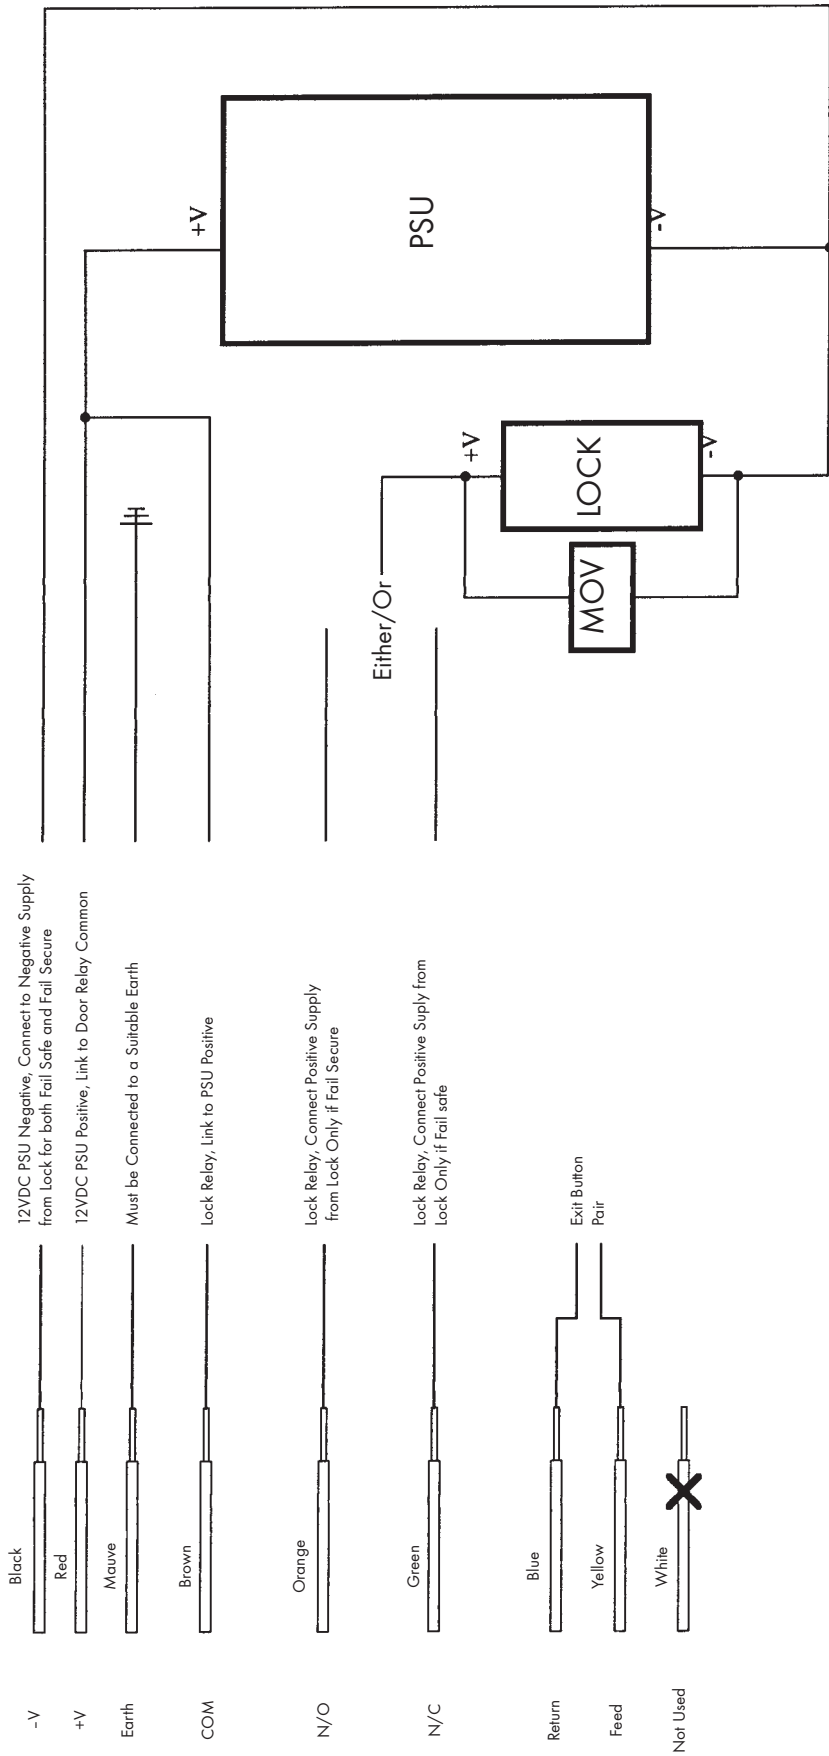 -V
Black
12VDC PSU Negative, Connect to Negative Supply
from Lock for both Fail Safe and Fail Secure
+V
Red
12VDC PSU Positive, Link to Door Relay Common
Earth
Mauve
Must be Connected to a Suitable Earth
COM
Brown
Lock Relay, Link to PSU Positive
N/O
Orange
Lock Relay, Connect Positive Supply
from Lock Only if Fail Secure
N/C
Green
Lock Relay, Connect Positive Suply from
Lock Only if Fail safe
Return
Blue
Exit Button
Pair
Feed
Yellow
Not Used
White
Either/Or
+V
LOCK
-V
MOV
+V
PSU
-V